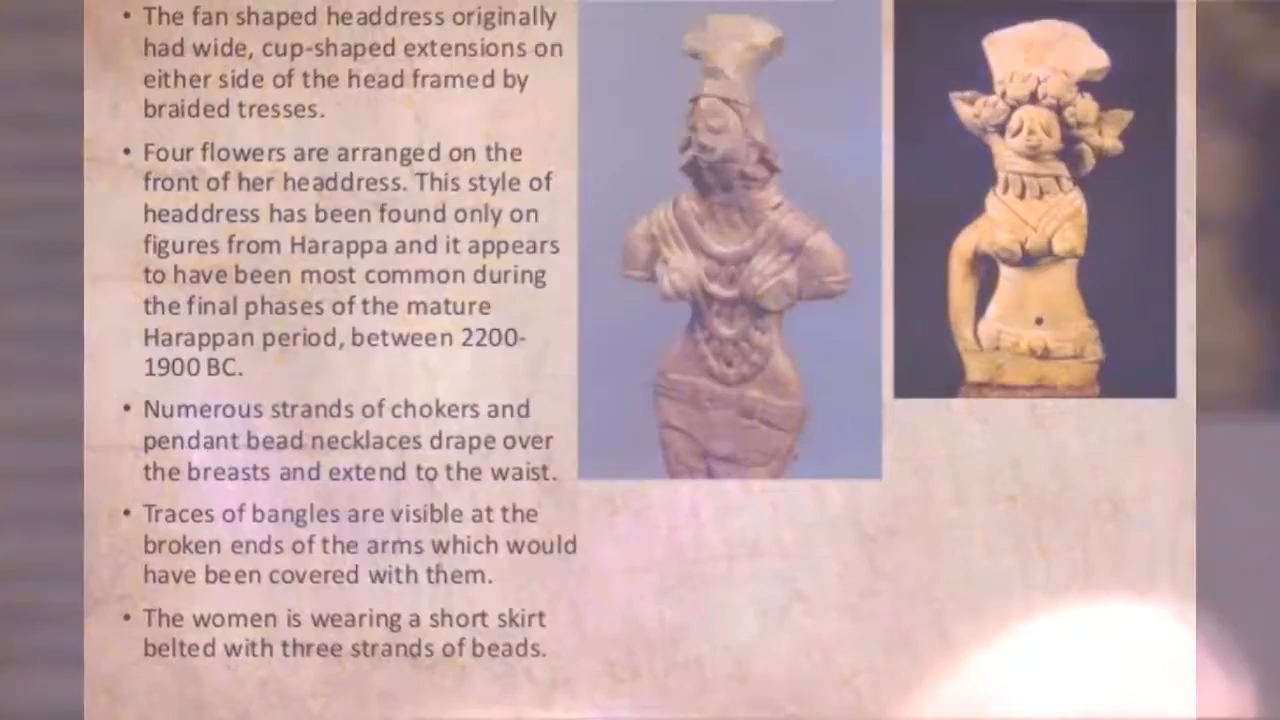 • The fan shaped headdress originally
had wide, cup-shaped extensions on
either side of the head framed by
braided tresses.
• Four flowers are arranged on the
front of her headdress. This style of
headdress has been found only on
figures from Harappa and it appears
to have been most common during
the final phases of the mature
Harappan period, between 2200-
1900 BC.
• Numerous strands of chokers and
pendant bead necklaces drape over
the breasts and extend to the waist.
• Traces of bangles are visible at the
broken ends of the arms which would
have been covered with them.
• The women is wearing a short skirt
belted with three strands of beads.